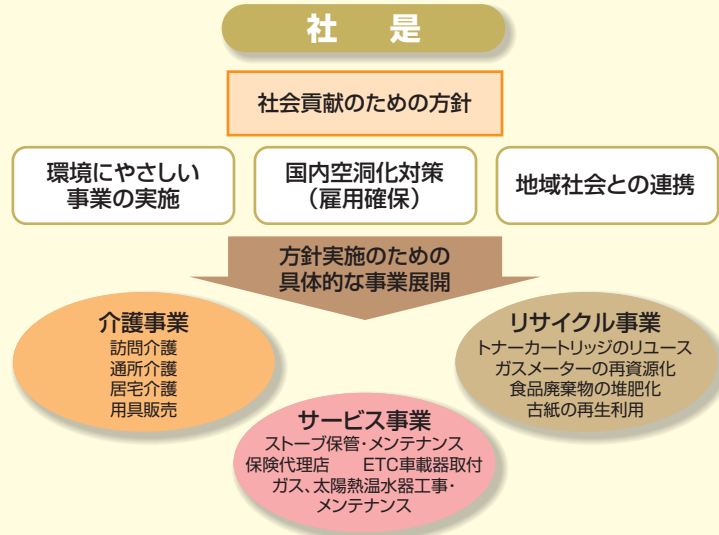 社 是
社会貢献のための方針
環境にやさしい
事業の実施
国内空洞化対策
（雇用確保）
地域社会との連携
方針実施のための
具体的な事業展開
介護事業
訪問介護
通所介護
居宅介護
用具販売
リサイクル事業
トナーカートリッジのリユース
ガスメーターの再資源化
食品廃棄物の堆肥化
古紙の再生利用
サービス事業
ストーブ保管・メンテナンス
保険代理店 ETC車載器取付
ガス、太陽熱温水器工事・
メンテナンス